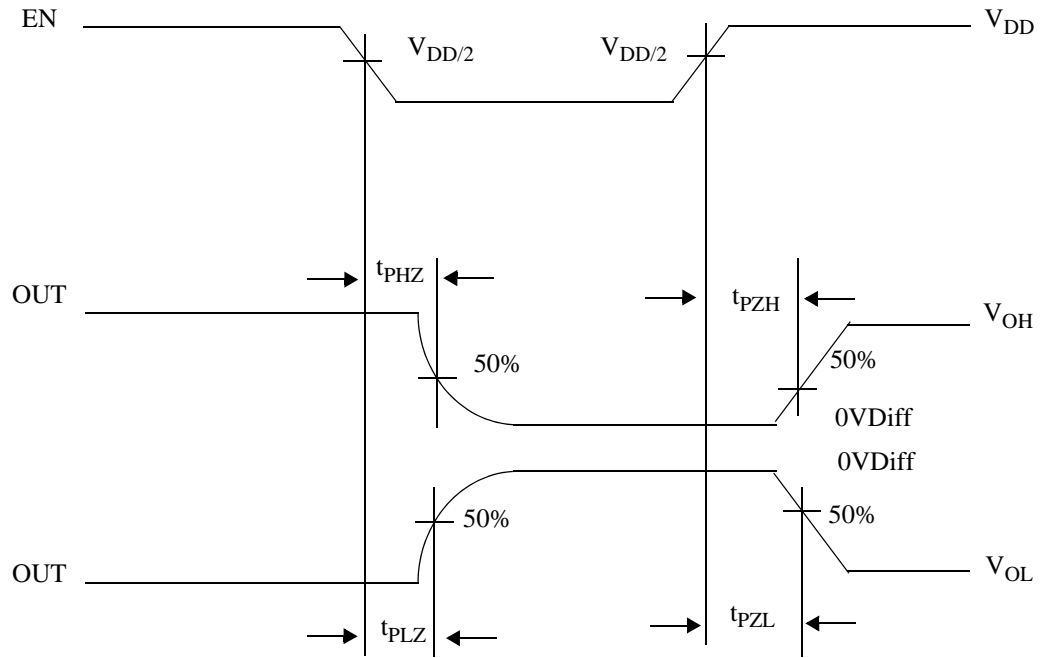 EN
V_DD/2
V_DD/2
V_DD
OUT
t_PHZ
t_PZH
V_OH
50%
50%
0VDiff
0VDiff
50%
50%
OUT
V_OL
t_PLZ
t_PZL